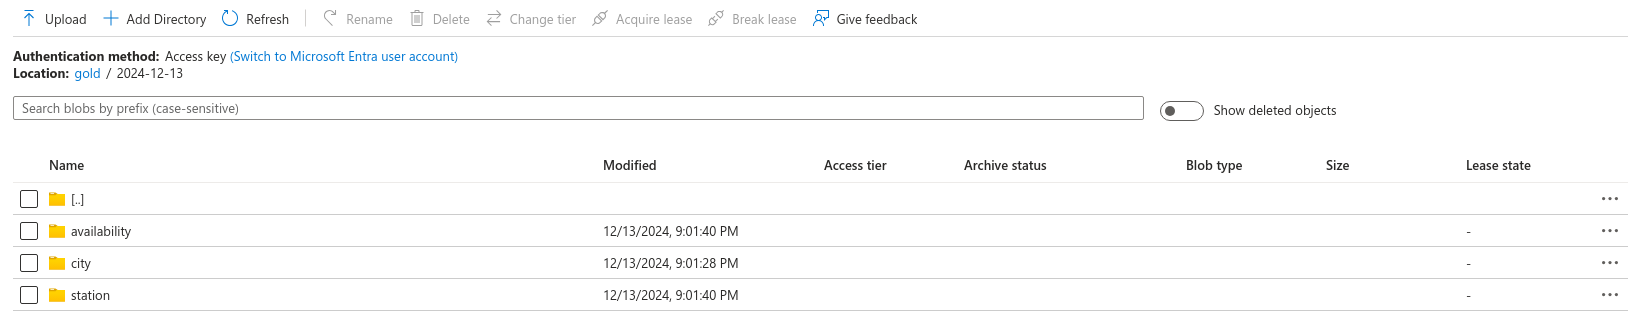 Upload Add Directory Refresh Rename Delete Change tier Acquire lease Break lease Give feedback
Authentication method: Access key (Switch to Microsoft Entra user account)
Location: gold / 2024-12-13
Search blobs by prefix (case-sensitive) Show deleted objects
Name Modified Access tier Archive status Blob type Size Lease state
[..]
availability 12/13/2024, 9:01:40 PM -
city 12/13/2024, 9:01:28 PM -
station 12/13/2024, 9:01:40 PM -